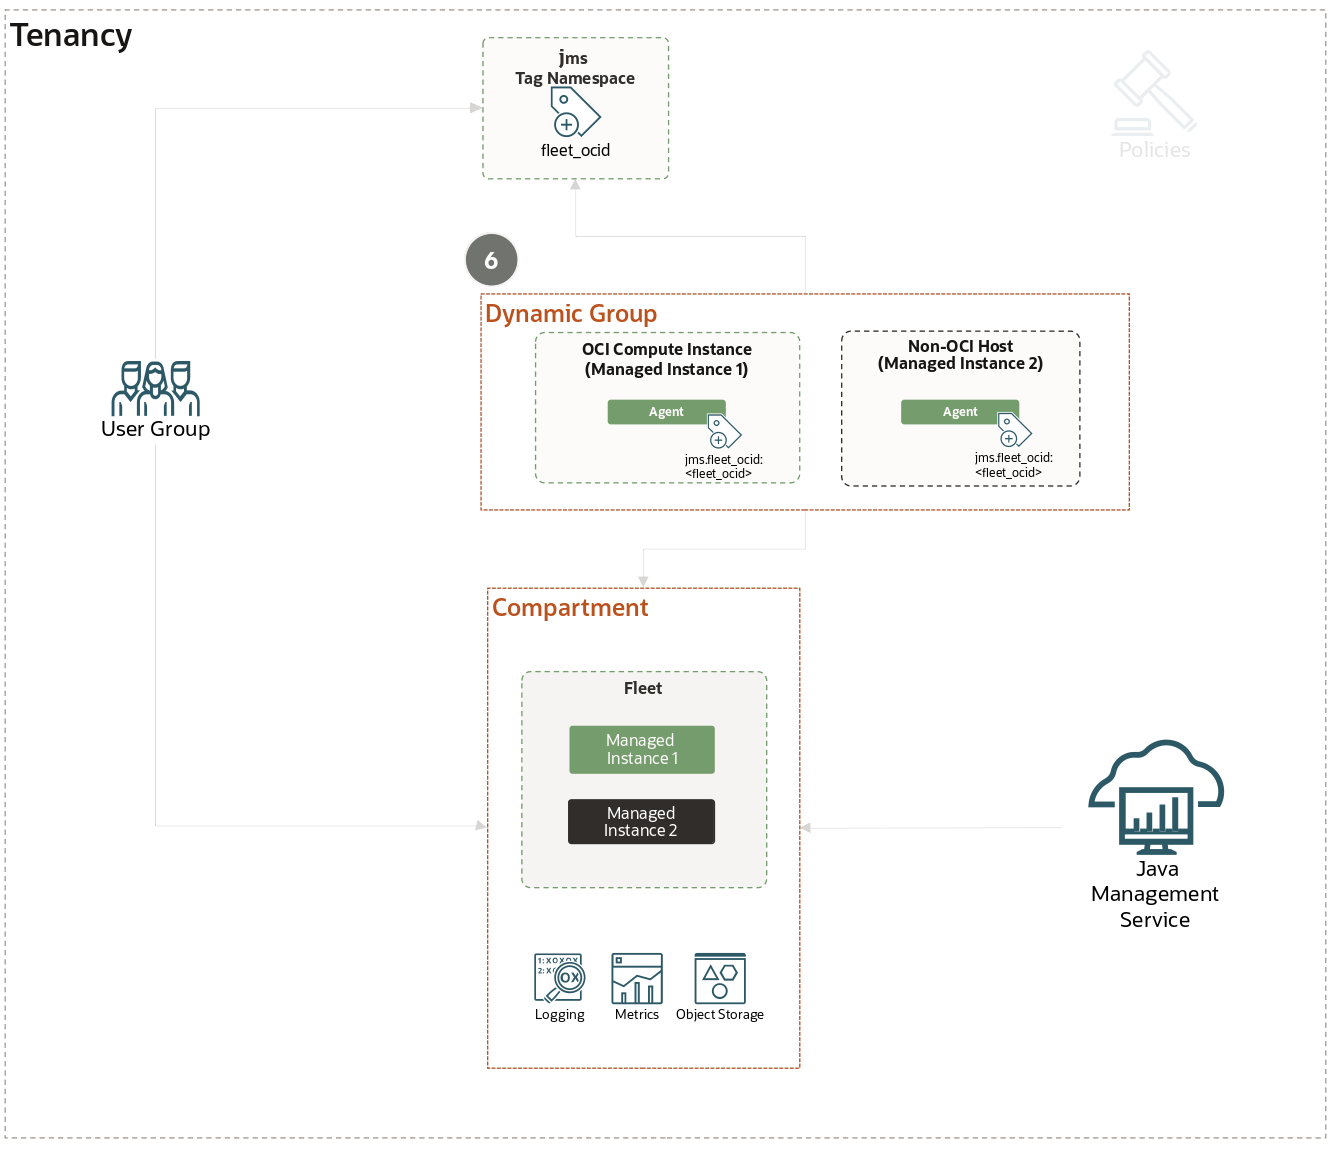 Tenancy
jms
Tag Namespace
fleet_ocid
Policies
6
Dynamic Group
OCI Compute Instance
(Managed Instance 1)
Agent
jms.fleet_ocid:
<fleet_ocid>
Non-OCI Host
(Managed Instance 2)
Agent
jms.fleet_ocid:
<fleet_ocid>
User Group
Compartment
Fleet
Managed
Instance 1
Managed
Instance 2
1: XOXOX
2: XO
OX
Logging
Metrics
Object Storage
Java
Management
Service